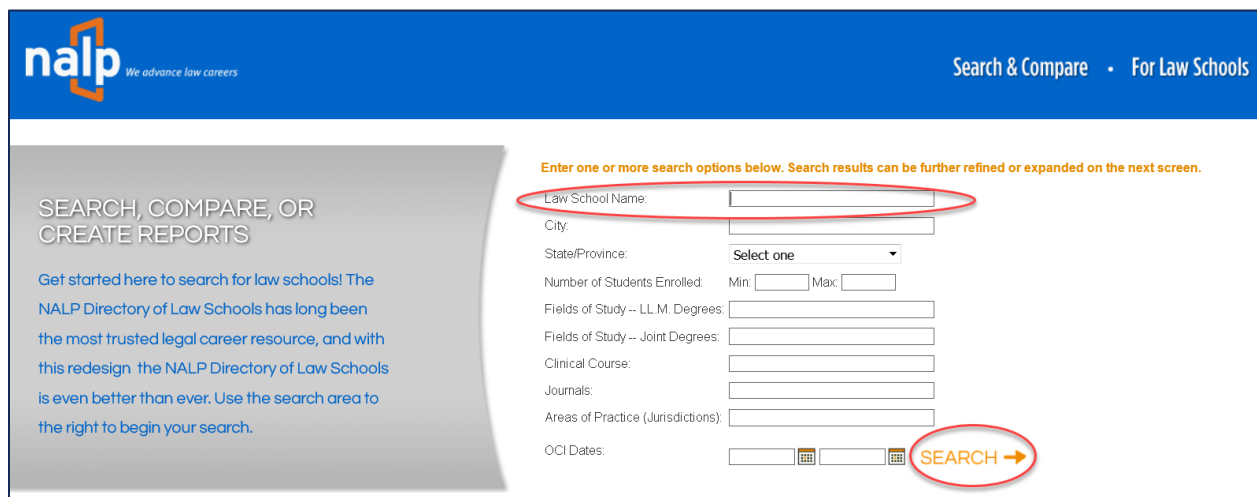 nalp We advance law careers
Search & Compare • For Law Schools
SEARCH, COMPARE, OR
CREATE REPORTS
Get started here to search for law schools! The
NALP Directory of Law Schools has long been
the most trusted legal career resource, and with
this redesign the NALP Directory of Law Schools
is even better than ever. Use the search area to
the right to begin your search.
Enter one or more search options below. Search results can be further refined or expanded on the next screen.
Law School Name:
City:
State/Province: Select one
Number of Students Enrolled: Min: Max:
Fields of Study -- LL.M. Degrees:
Fields of Study -- Joint Degrees:
Clinical Course:
Journals:
Areas of Practice (Jurisdictions):
OCI Dates: SEARCH